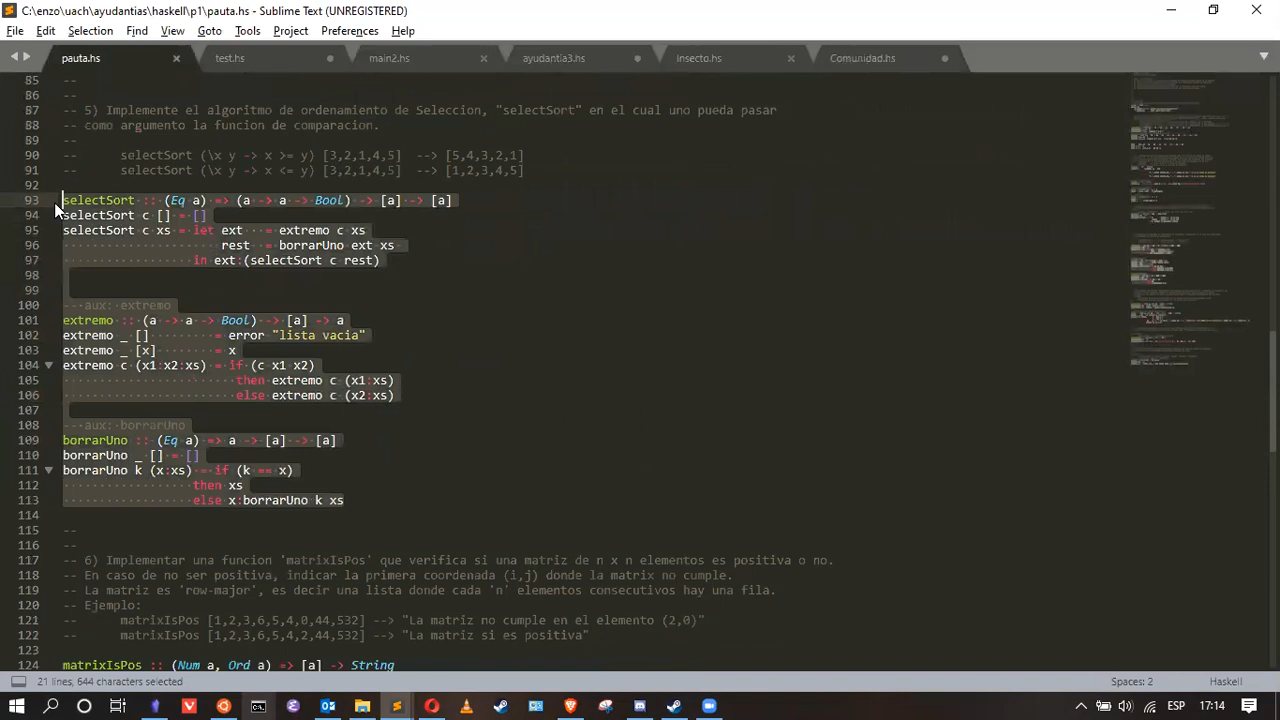 C:\enzo\uach\ayudantias\haskell\p1\pauta.hs - Sublime Text (UNREGISTERED)
File Edit Selection Find View Goto Tools Project Preferences Help
pauta.hs test.hs main2.hs ayudantia3.hs Insecto.hs Comunidad.hs
85 --
86 --
87 -- 5) Implemente el algoritmo de ordenamiento de Seleccion, "selectSort" en el cual uno pueda pasar
88 -- como argumento la funcion de comparacion.
89 --
90 --      selectSort (\x y -> x >= y) [3,2,1,4,5] --> [5,4,3,2,1]
91 --      selectSort (\x y -> x <= y) [3,2,1,4,5] --> [1,2,3,4,5]
92
93 selectSort :: (Eq a) => (a -> a -> Bool) -> [a] -> [a]
94 selectSort c [] = []
95 selectSort c xs = let ext   = extremo c xs
96                      rest  = borrarUno ext xs
97                  in ext:(selectSort c rest)
98
99
100 -- aux: extremo
101 extremo :: (a -> a -> Bool) -> [a] -> a
102 extremo _ []          = error "lista vacia"
103 extremo _ [x]         = x
104 extremo c (x1:x2:xs) = if (c x1 x2)
105                        then extremo c (x1:xs)
106                        else extremo c (x2:xs)
107
108 -- aux: borrarUno
109 borrarUno :: (Eq a) => a -> [a] -> [a]
110 borrarUno _ [] = []
111 borrarUno k (x:xs) = if (k == x)
112                  then xs
113                  else x:borrarUno k xs
114
115 --
116 --
117 -- 6) Implementar una funcion 'matrixIsPos' que verifica si una matriz de n x n elementos es positiva o no.
118 -- En caso de no ser positiva, indicar la primera coordenada (i,j) donde la matrix no cumple.
119 -- La matriz es 'row-major', es decir una lista donde cada 'n' elementos consecutivos hay una fila.
120 -- Ejemplo:
121 --      matrixIsPos [1,2,3,6,5,4,0,44,532] --> "La matriz no cumple en el elemento (2,0)"
122 --      matrixIsPos [1,2,3,6,5,4,2,44,532] --> "La matriz si es positiva"
123
124 matrixIsPos :: (Num a, Ord a) => [a] -> String
21 lines, 644 characters selected Spaces: 2 Haskell
ESP 17:14